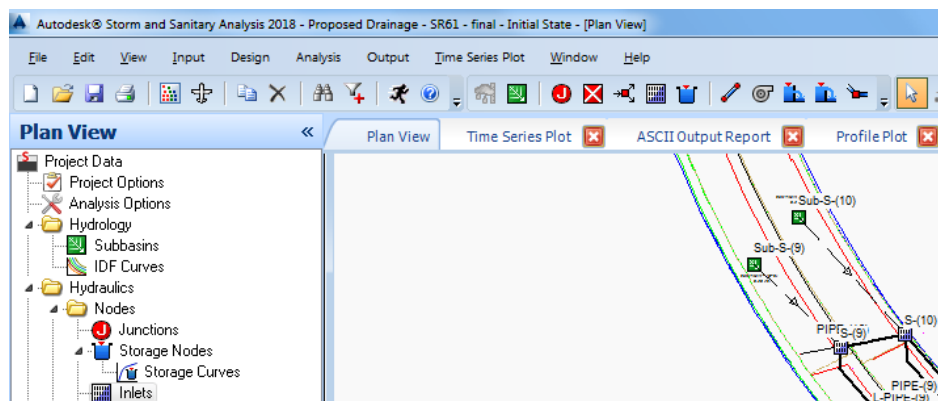 Autodesk® Storm and Sanitary Analysis 2018 - Proposed Drainage - SR61 - final - Initial State - [Plan View]
File Edit View Input Design Analysis Output Time Series Plot Window Help
Plan View «
Plan View Time Series Plot ASCII Output Report Profile Plot
Project Data
Project Options
Analysis Options
Hydrology
Subbasins
IDF Curves
Hydraulics
Nodes
Junctions
Storage Nodes
Storage Curves
Inlets
Sub-S-(10)
Sub-S-(9)
S-(10)
S-(9)
PIPE-(9)
L-PIPE-(9)